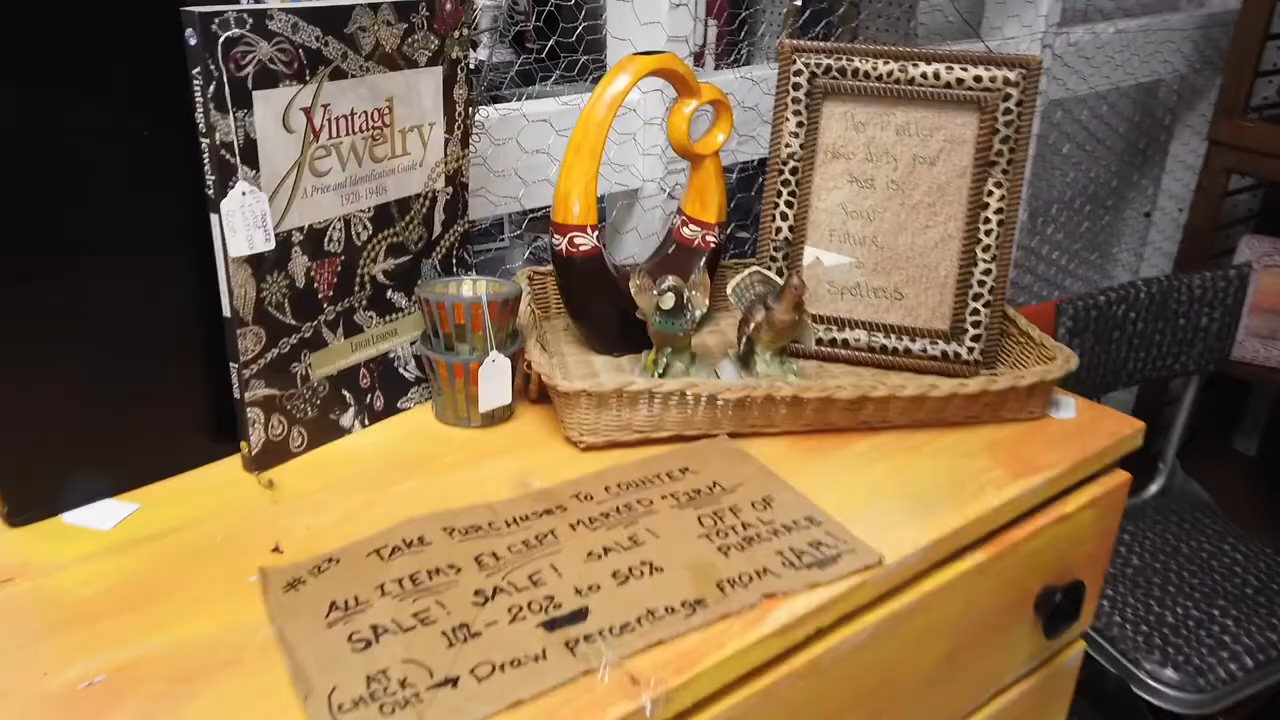 Vintage Jewelry
Vintage
Jewelry
A Price and Identification Guide
1920-1940s
LEIGH LESHNER
No Matter
How dirty your
past is,
Your
Future
Spotless
#123 TAKE PURCHASES TO COUNTER
ALL ITEMS EXCEPT MARKED "FIRM
SALE! SALE! SALE!
10%-20% to 50% OFF OF
TOTAL
PURCHASE
(AT
CHECK
OUT) → Draw percentage FROM JAR!